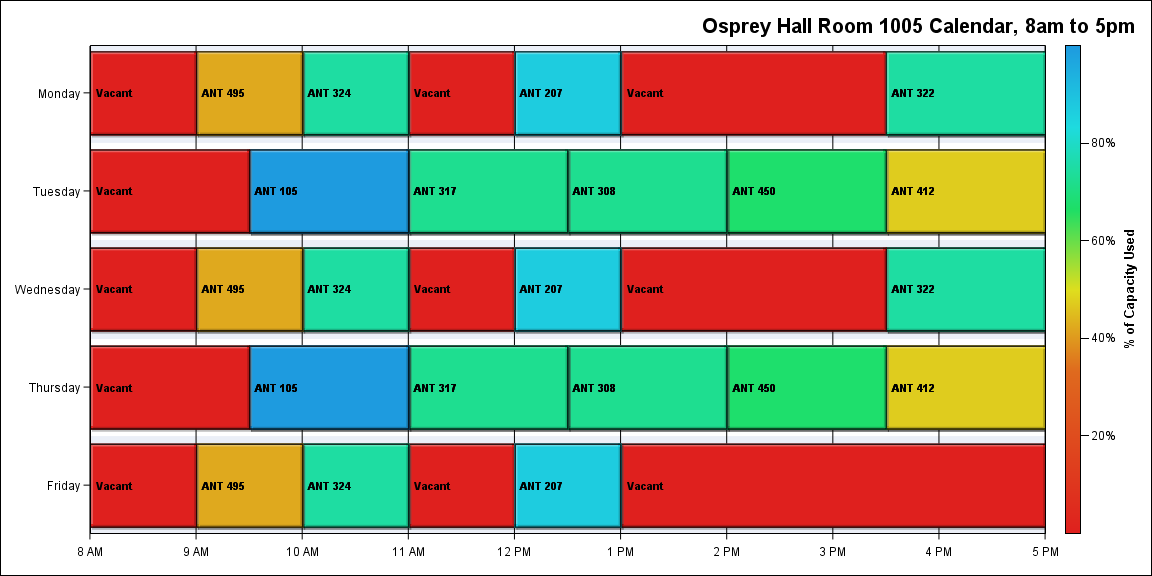 Osprey Hall Room 1005 Calendar, 8am to 5pm
Monday
Vacant
ANT 495
ANT 324
Vacant
ANT 207
Vacant
ANT 322
Tuesday
Vacant
ANT 105
ANT 317
ANT 308
ANT 450
ANT 412
Wednesday
Vacant
ANT 495
ANT 324
Vacant
ANT 207
Vacant
ANT 322
Thursday
Vacant
ANT 105
ANT 317
ANT 308
ANT 450
ANT 412
Friday
Vacant
ANT 495
ANT 324
Vacant
ANT 207
Vacant
8 AM
9 AM
10 AM
11 AM
12 PM
1 PM
2 PM
3 PM
4 PM
5 PM
80%
60%
40%
20%
% of Capacity Used